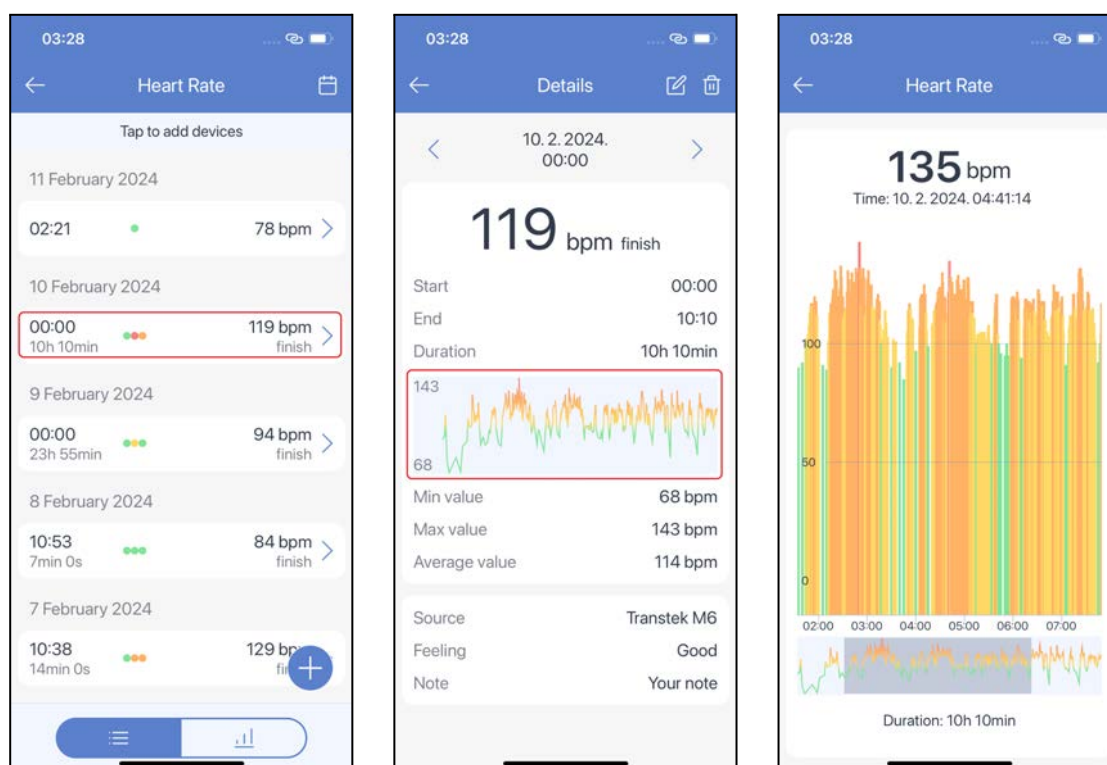 03:28
Heart Rate
Tap to add devices
11 February 2024
02:21 78 bpm
10 February 2024
00:00 119 bpm
10h 10min finish
9 February 2024
00:00 94 bpm
23h 55min finish
8 February 2024
10:53 84 bpm
7min 0s finish
7 February 2024
10:38 129
14min 0s
03:28
Details
10. 2. 2024.
00:00
119 bpm finish
Start 00:00
End 10:10
Duration 10h 10min
143
68
Min value 68 bpm
Max value 143 bpm
Average value 114 bpm
Source Transtek M6
Feeling Good
Note Your note
03:28
Heart Rate
135 bpm
Time: 10. 2. 2024. 04:41:14
100
50
0
02:00 03:00 04:00 05:00 06:00 07:00
Duration: 10h 10min